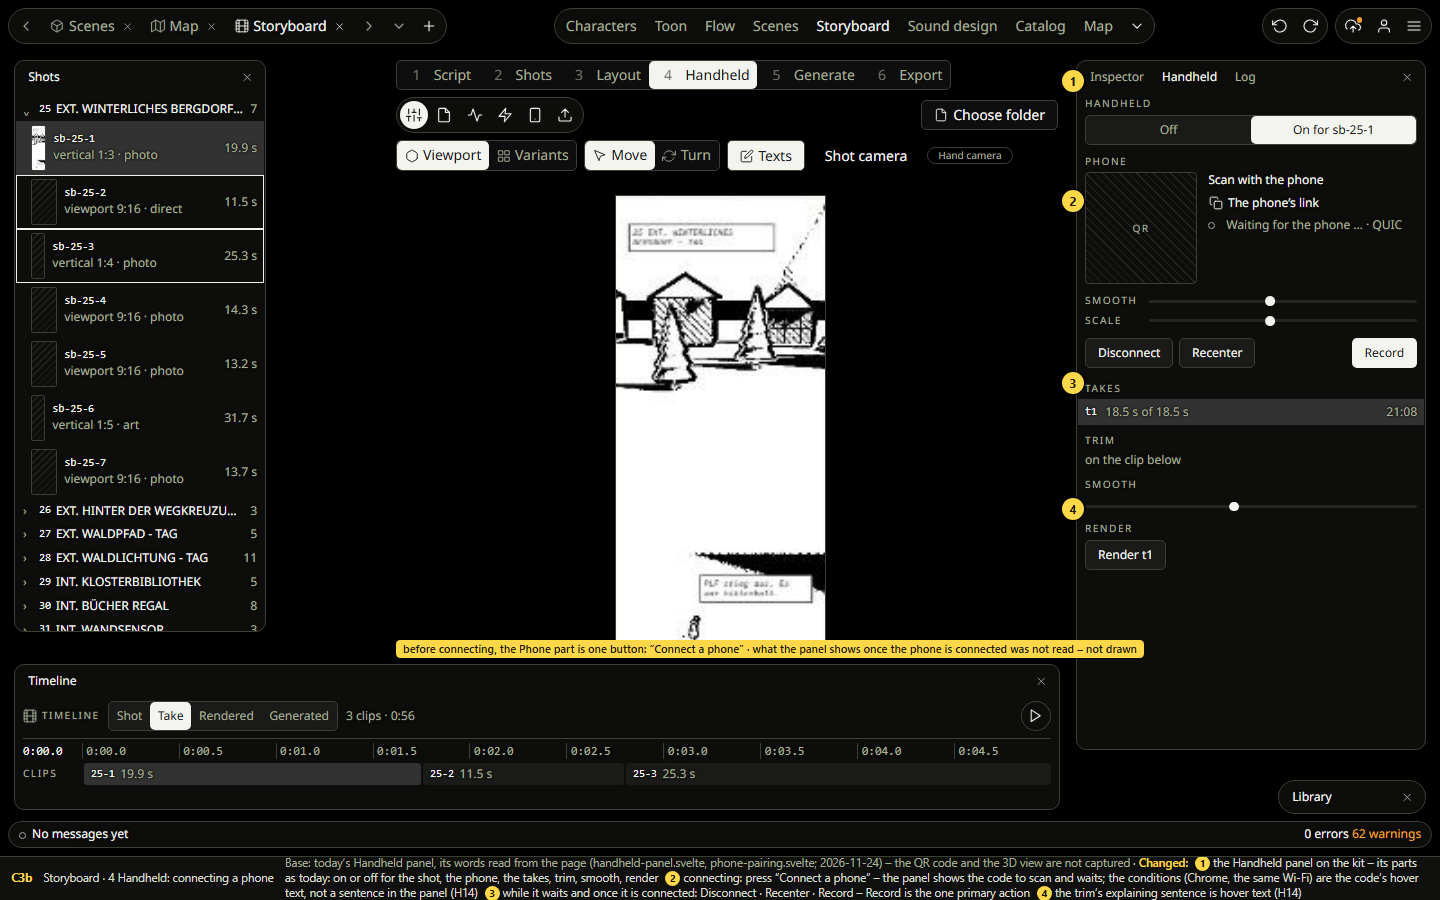 Scenes
Map
Storyboard
Characters Toon Flow Scenes Storyboard Sound design Catalog Map
Shots
25 EXT. WINTERLICHES BERGDORF... 7
sb-25-1
vertical 1:3 · photo 19.9 s
sb-25-2
viewport 9:16 · direct 11.5 s
sb-25-3
vertical 1:4 · photo 25.3 s
sb-25-4
viewport 9:16 · photo 14.3 s
sb-25-5
viewport 9:16 · photo 13.2 s
sb-25-6
vertical 1:5 · art 31.7 s
sb-25-7
viewport 9:16 · photo 13.7 s
26 EXT. HINTER DER WEGKREUZU... 3
27 EXT. WALDPFAD - TAG 5
28 EXT. WALDLICHTUNG - TAG 11
29 INT. KLOSTERBIBLIOTHEK 5
30 INT. BÜCHER REGAL 8
31 INT. WANDSENSOR 3
1 Script 2 Shots 3 Layout 4 Handheld 5 Generate 6 Export
Choose folder
Viewport Variants Move Turn Texts Shot camera Hand camera
25 EXT. WINTERLICHES
BERGDORF - TAG
before connecting, the Phone part is one button: “Connect a phone” · what the panel shows once the phone is connected was not read – not drawn
1 Inspector Handheld Log
HANDHELD
Off On for sb-25-1
PHONE
2
QR
Scan with the phone
The phone’s link
Waiting for the phone ... · QUIC
SMOOTH
SCALE
Disconnect Recenter Record
3 TAKES
t1 18.5 s of 18.5 s 21:08
TRIM
on the clip below
SMOOTH
4
RENDER
Render t1
Timeline
TIMELINE Shot Take Rendered Generated 3 clips · 0:56
0:00.0 0:00.0 0:00.5 0:01.0 0:01.5 0:02.0 0:02.5 0:03.0 0:03.5 0:04.0 0:04.5
CLIPS 25-1 19.9 s 25-2 11.5 s 25-3 25.3 s
Library
No messages yet 0 errors 62 warnings
C3b Storyboard · 4 Handheld: connecting a phone
Base: today’s Handheld panel, its words read from the page (handheld-panel.svelte, phone-pairing.svelte; 2026-11-24) – the QR code and the 3D view are not captured · Changed: 1 the Handheld panel on the kit – its parts
as today: on or off for the shot, the phone, the takes, trim, smooth, render 2 connecting: press “Connect a phone” – the panel shows the code to scan and waits; the conditions (Chrome, the same Wi-Fi) are the code’s hover
text, not a sentence in the panel (H14) 3 while it waits and once it is connected: Disconnect · Recenter · Record – Record is the one primary action 4 the trim’s explaining sentence is hover text (H14)